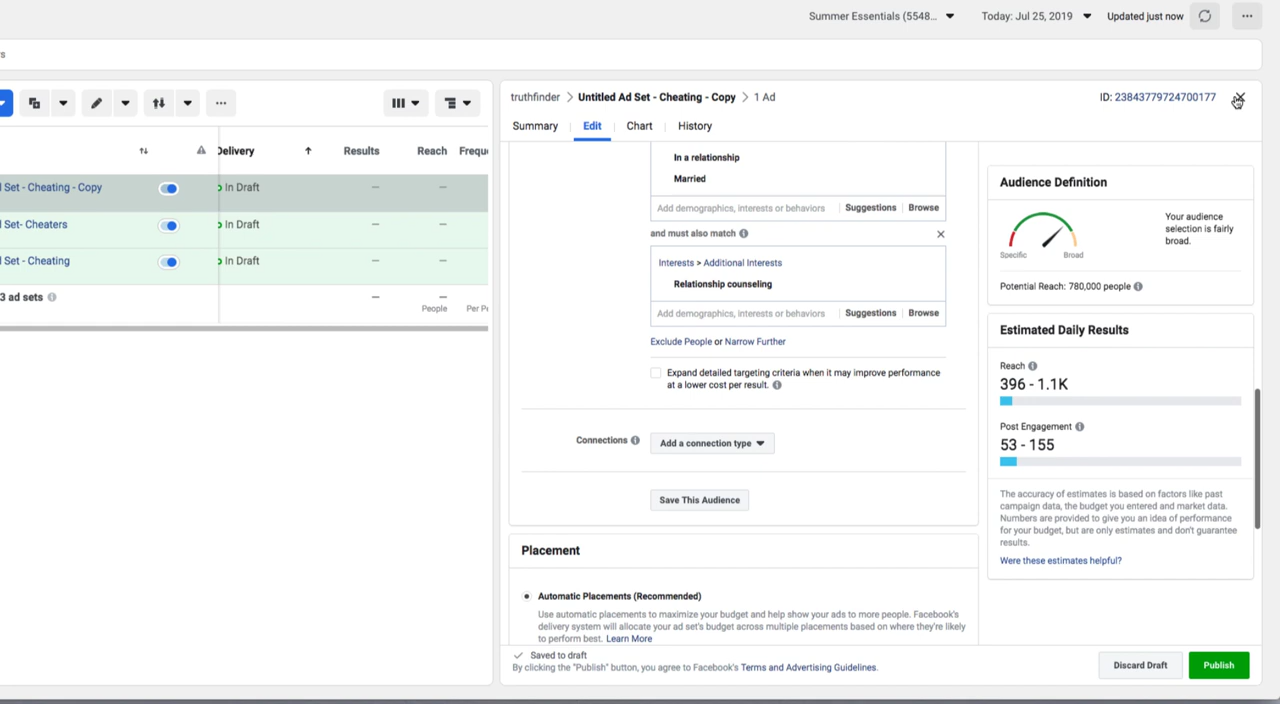 Summer Essentials (5548...
Today: Jul 25, 2019
Updated just now
...
s
...
truthfinder > Untitled Ad Set - Cheating - Copy > 1 Ad
ID: 23843779724700177
Summary
Edit
Chart
History
Delivery
Results
Reach
Frequ
l Set - Cheating - Copy
In Draft
—
—
Set- Cheaters
In Draft
—
—
l Set - Cheating
In Draft
—
—
3 ad sets
—
—
People
Per Pe
In a relationship
Married
Add demographics, interests or behaviors
Suggestions
Browse
and must also match
Interests > Additional Interests
Relationship counseling
Add demographics, interests or behaviors
Suggestions
Browse
Exclude People or Narrow Further
Expand detailed targeting criteria when it may improve performance
at a lower cost per result.
Connections
Add a connection type
Save This Audience
Placement
Automatic Placements (Recommended)
Use automatic placements to maximize your budget and help show your ads to more people. Facebook's
delivery system will allocate your ad set's budget across multiple placements based on where they're likely
to perform best. Learn More
Saved to draft
By clicking the "Publish" button, you agree to Facebook's Terms and Advertising Guidelines.
Discard Draft
Publish
Audience Definition
Specific
Broad
Your audience
selection is fairly
broad.
Potential Reach: 780,000 people
Estimated Daily Results
Reach
396 - 1.1K
Post Engagement
53 - 155
The accuracy of estimates is based on factors like past
campaign data, the budget you entered and market data.
Numbers are provided to give you an idea of performance
for your budget, but are only estimates and don't guarantee
results.
Were these estimates helpful?